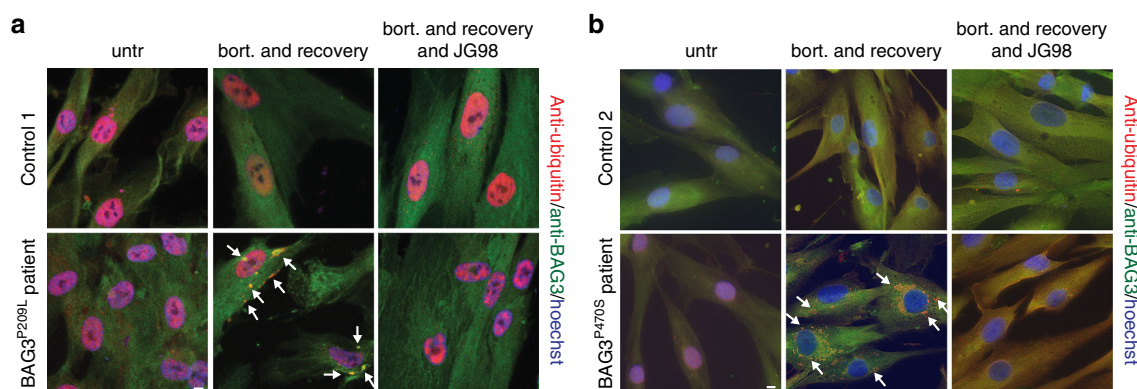 a
untr
bort. and recovery
bort. and recovery
and JG98
Control 1
BAG3P209L patient
Anti-ubiquitin/anti-BAG3/hoechst
b
untr
bort. and recovery
bort. and recovery
and JG98
Control 2
BAG3P470S patient
Anti-ubiquitin/anti-BAG3/hoechst